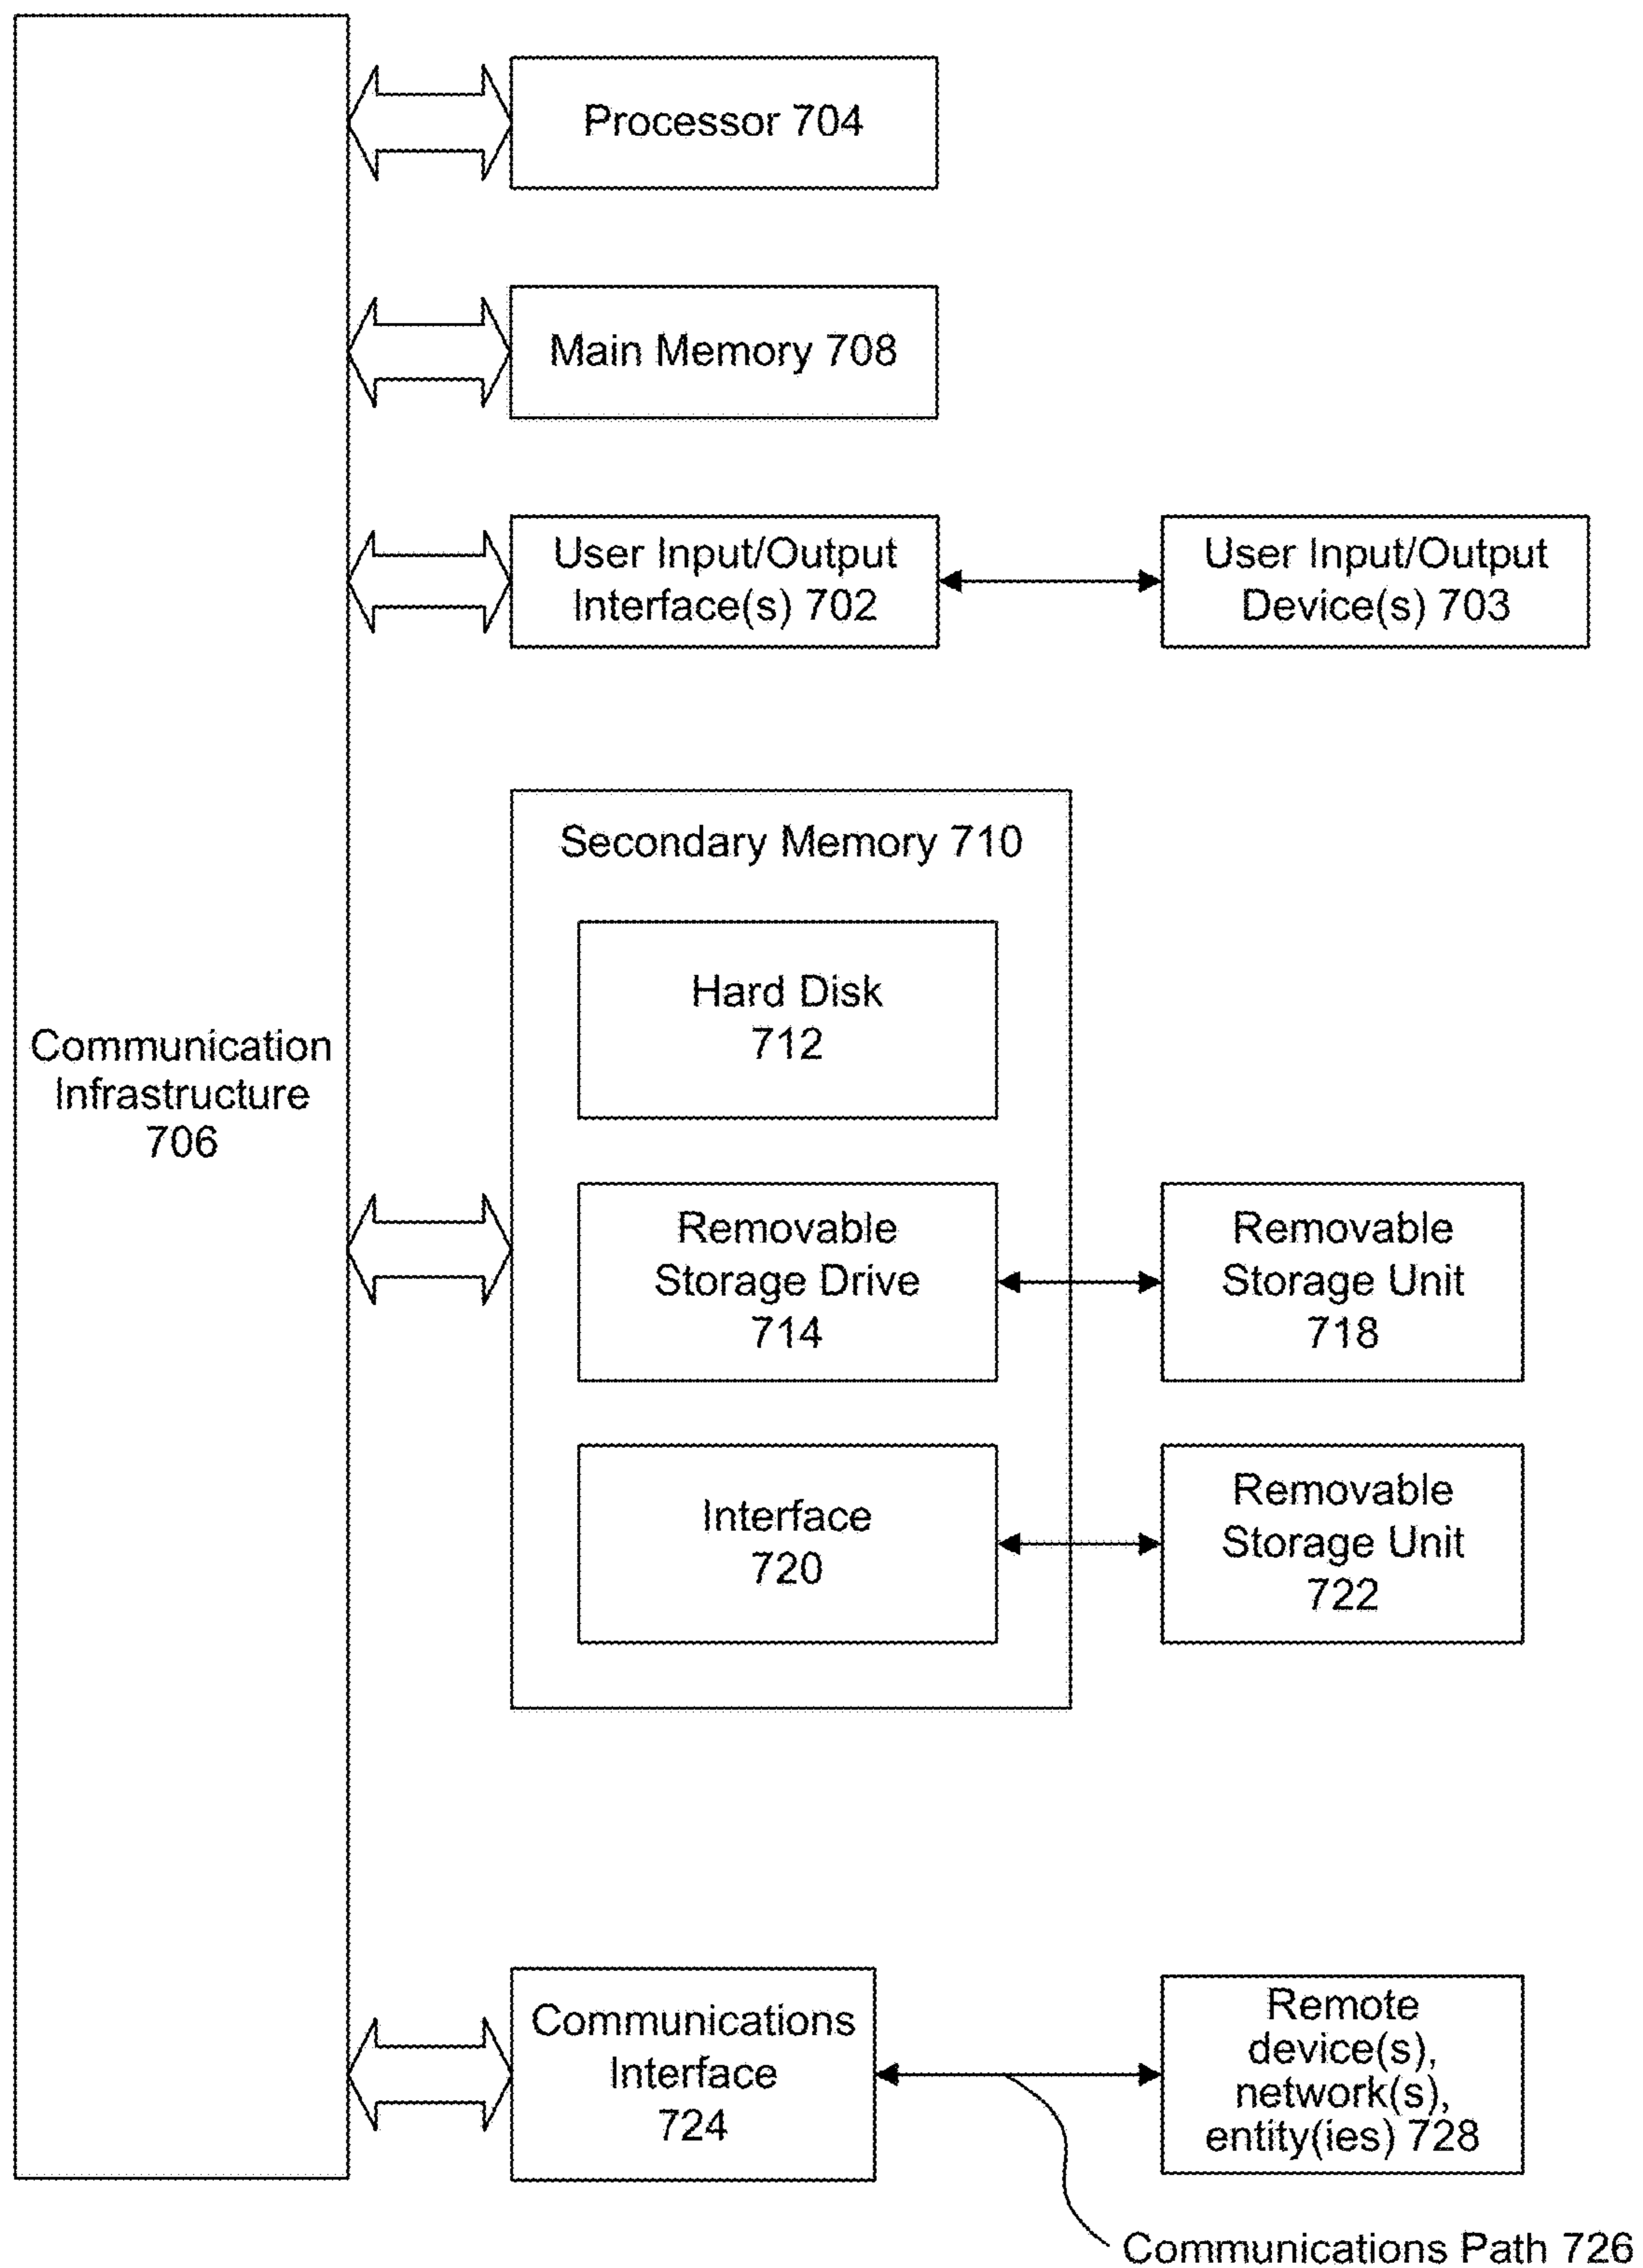 Processor 704
Main Memory 708
User Input/Output
Interface(s) 702
User Input/Output
Device(s) 703
Secondary Memory 710
Hard Disk
712
Communication
Infrastructure
706
Removable
Storage Drive
714
Removable
Storage Unit
718
Interface
720
Removable
Storage Unit
722
Communications
Interface
724
Remote
device(s),
network(s),
entity(ies) 728
Communications Path 726